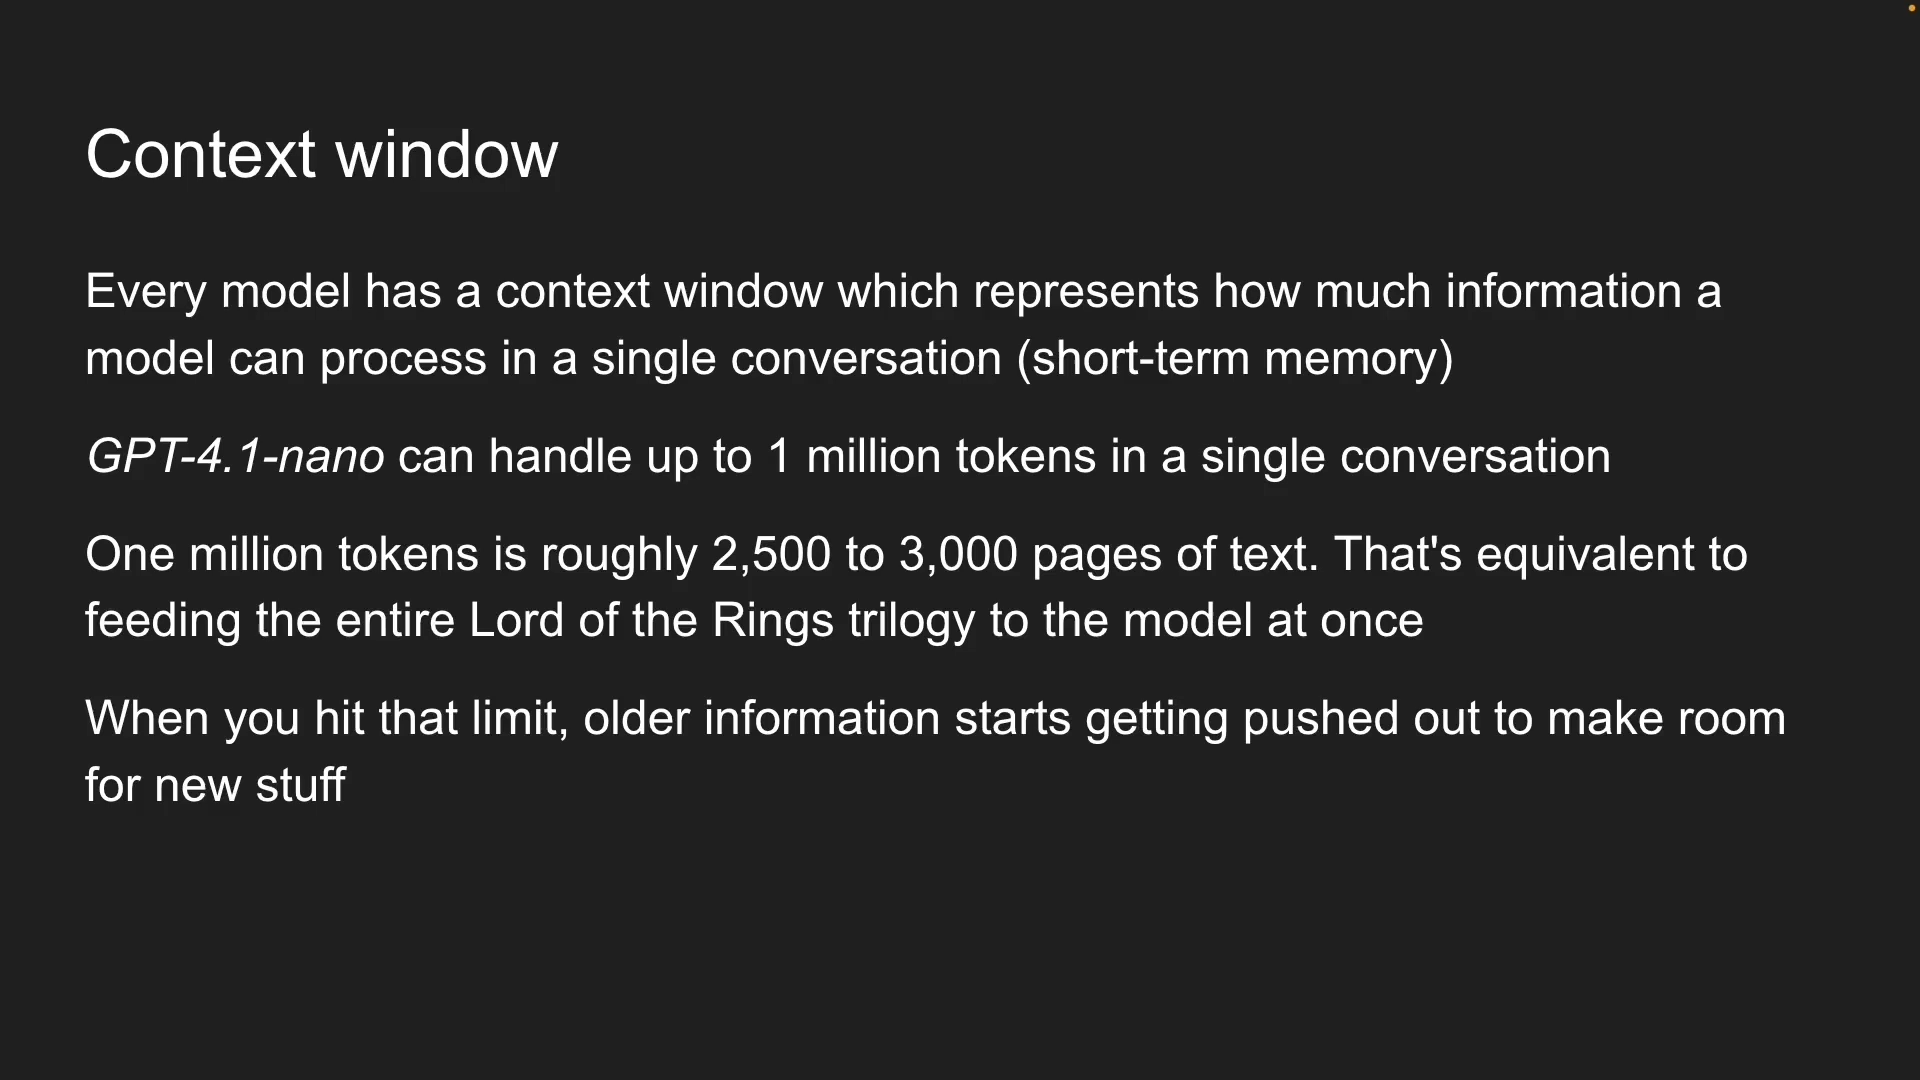 Context window
Every model has a context window which represents how much information a
model can process in a single conversation (short-term memory)
GPT-4.1-nano can handle up to 1 million tokens in a single conversation
One million tokens is roughly 2,500 to 3,000 pages of text. That's equivalent to
feeding the entire Lord of the Rings trilogy to the model at once
When you hit that limit, older information starts getting pushed out to make room
for new stuff